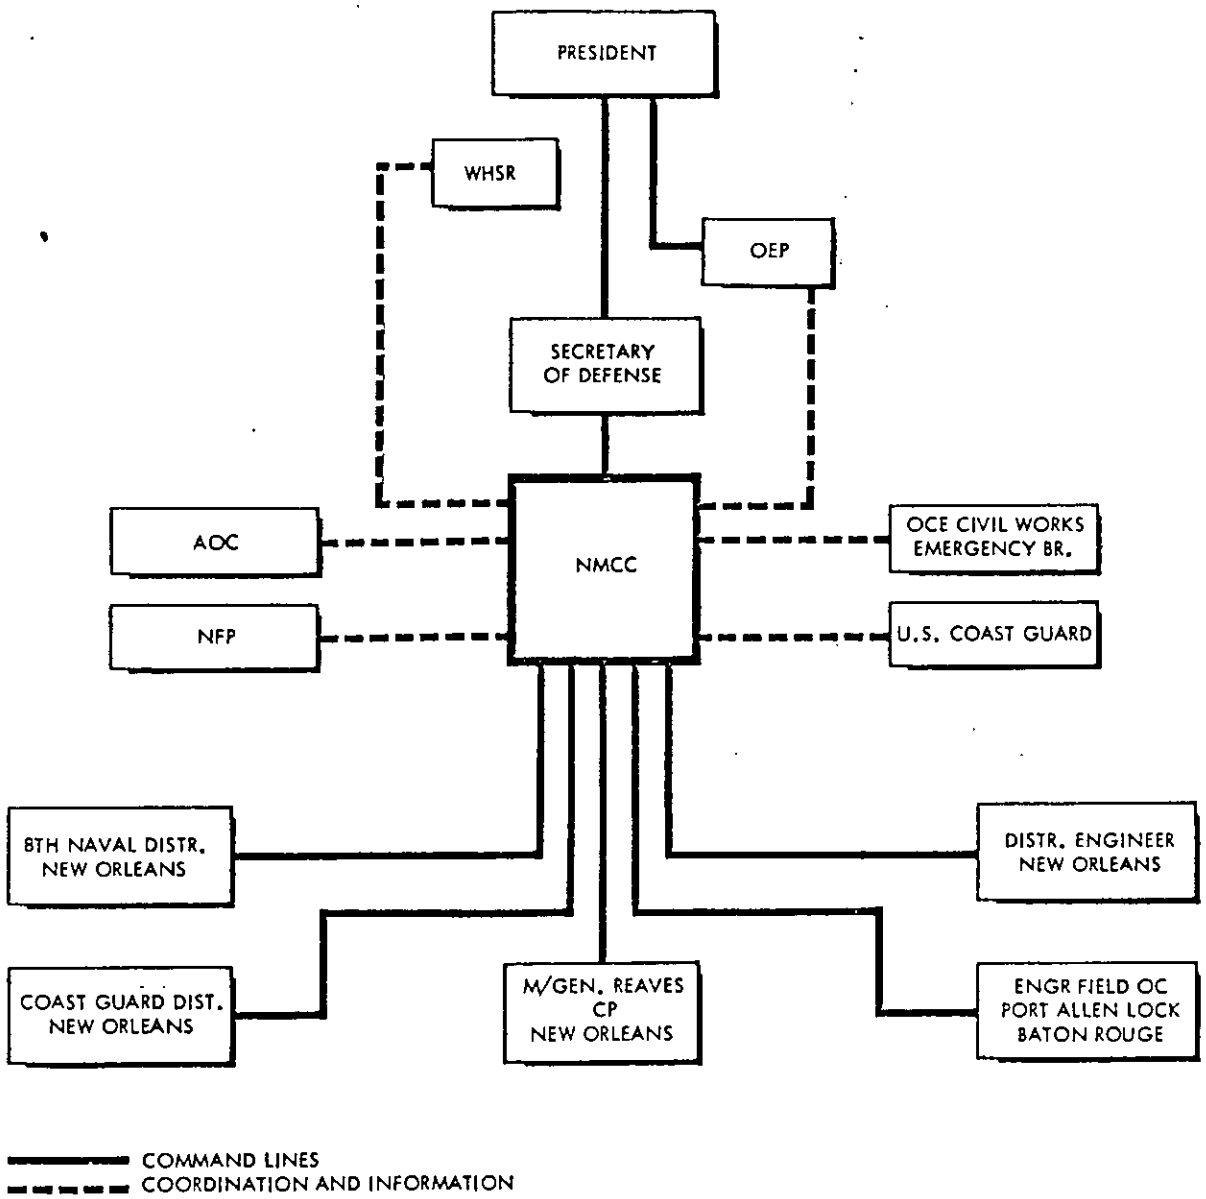 PRESIDENT
WHSR
OEP
SECRETARY
OF DEFENSE
AOC
NMCC
OCE CIVIL WORKS
EMERGENCY BR.
NFP
U.S. COAST GUARD
8TH NAVAL DISTR.
NEW ORLEANS
DISTR. ENGINEER
NEW ORLEANS
COAST GUARD DIST.
NEW ORLEANS
M/GEN. REAVES
CP
NEW ORLEANS
ENGR FIELD OC
PORT ALLEN LOCK
BATON ROUGE
COMMAND LINES
COORDINATION AND INFORMATION